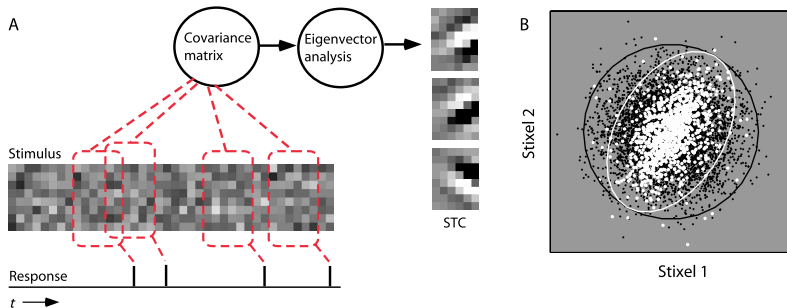 A
Covariance
matrix
Eigenvector
analysis
Stimulus
STC
Response
t
B
Stixel 2
Stixel 1